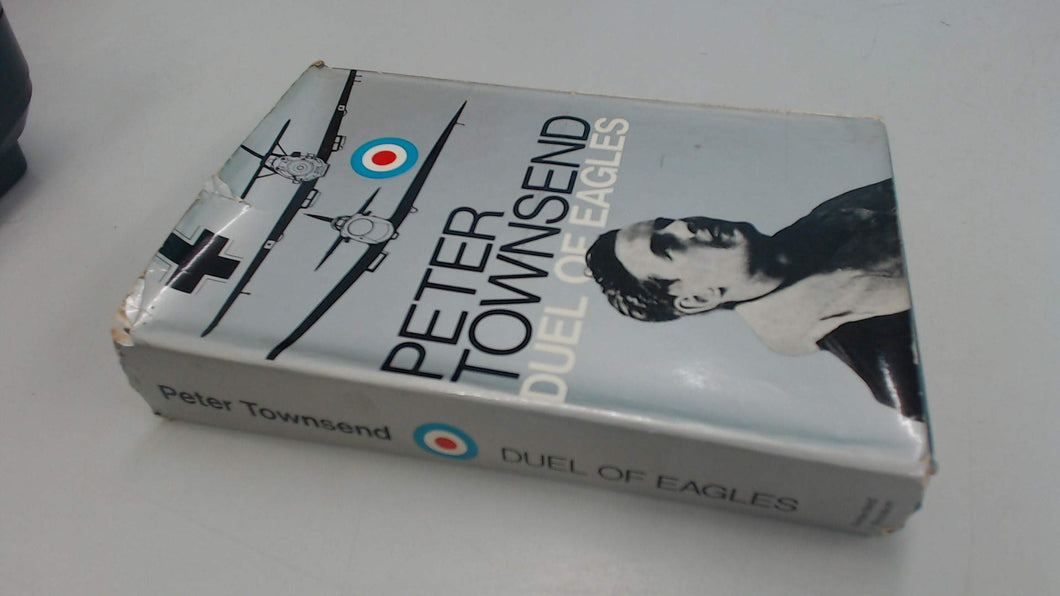 PETER
TOWNSEND
DUEL OF EAGLES
Peter Townsend DUEL OF EAGLES